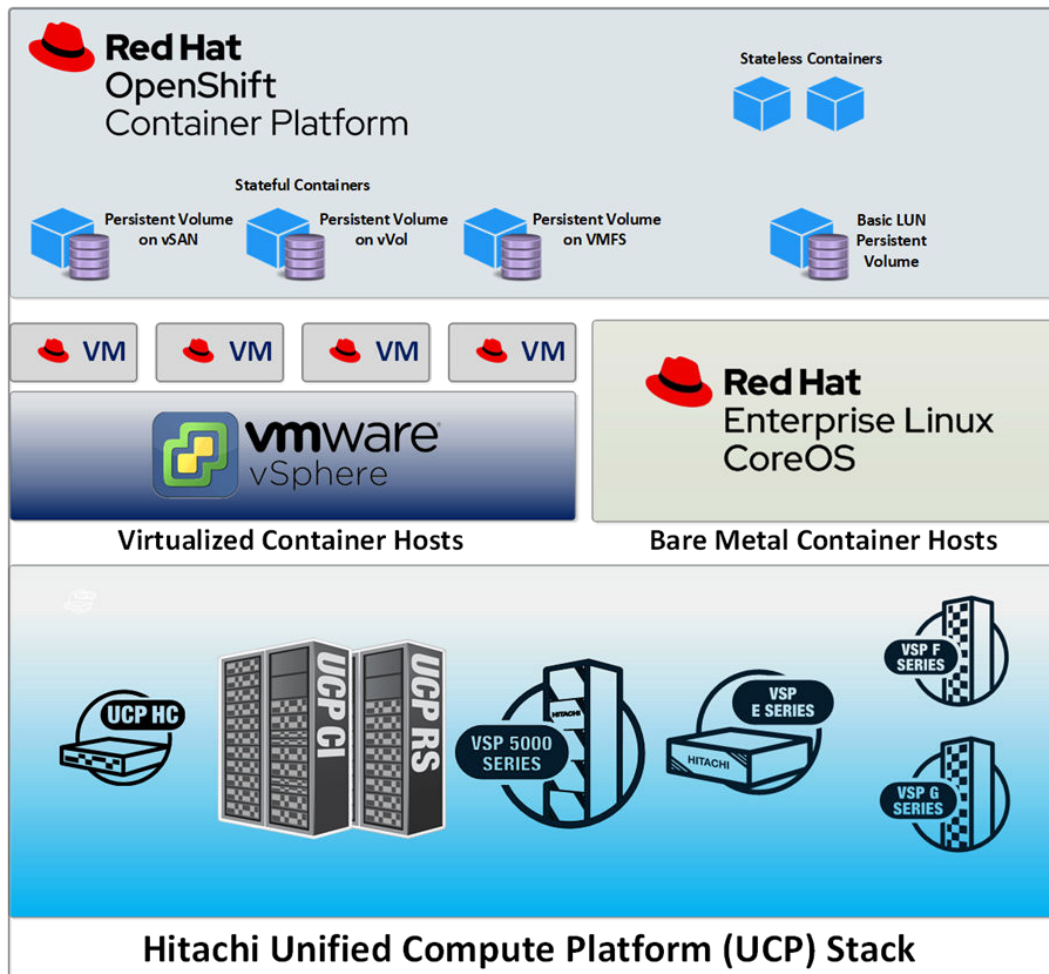 Red Hat
OpenShift
Container Platform
Stateless Containers
Stateful Containers
Persistent Volume
on vSAN
Persistent Volume
on vVol
Persistent Volume
on VMFS
Basic LUN
Persistent
Volume
VM
VM
VM
VM
vmware
vSphere
Red Hat
Enterprise Linux
CoreOS
Virtualized Container Hosts
Bare Metal Container Hosts
UCP HC
UCP CI
UCP RS
VSP 5000
SERIES
HITACHI
VSP
E SERIES
HITACHI
VSP F
SERIES
VSP G
SERIES
Hitachi Unified Compute Platform (UCP) Stack